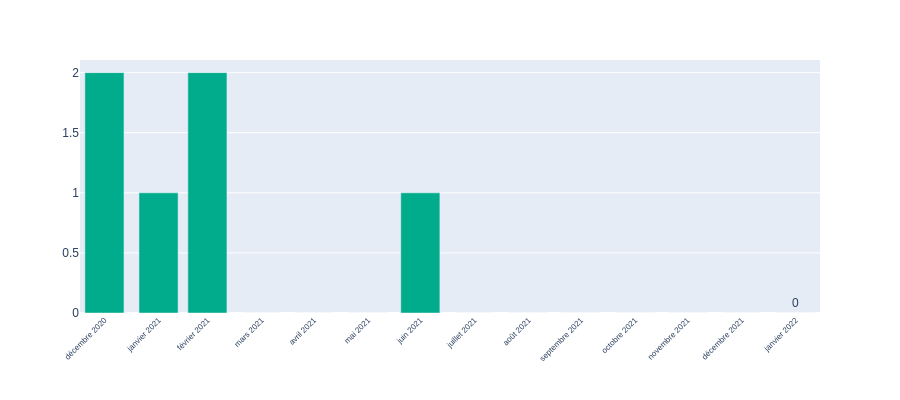 2
1.5
1
0.5
0
0
décembre 2020
janvier 2021
février 2021
mars 2021
avril 2021
mai 2021
juin 2021
juillet 2021
août 2021
septembre 2021
octobre 2021
novembre 2021
décembre 2021
janvier 2022